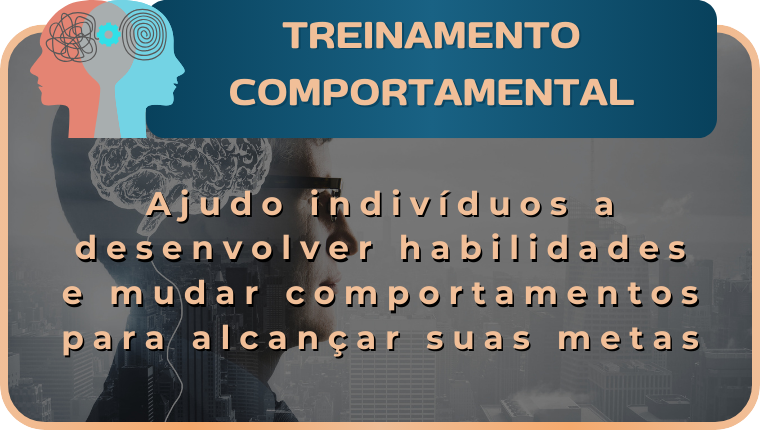 TREINAMENTO
COMPORTAMENTAL
Ajudo indivíduos a
desenvolver habilidades
e mudar comportamentos
para alcançar suas metas